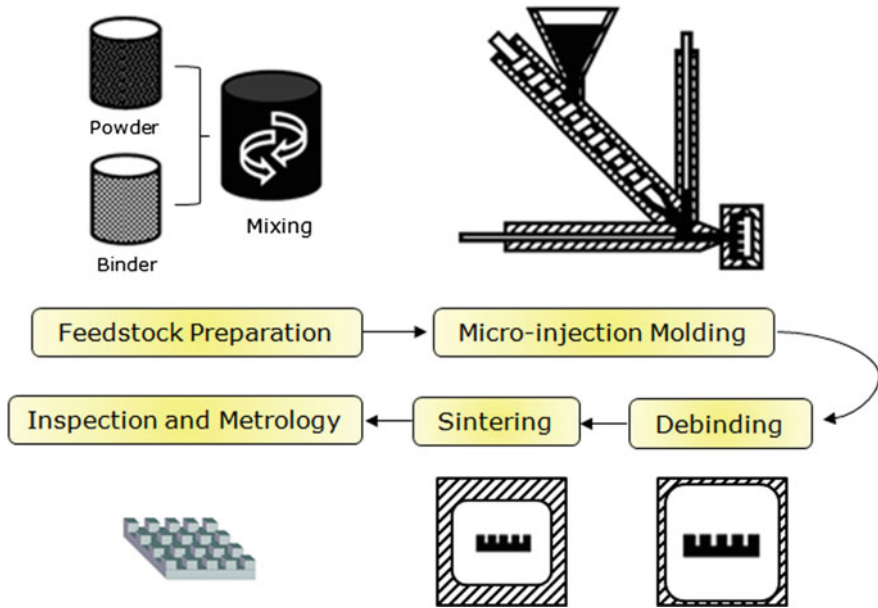 Powder
Binder
Mixing
Feedstock Preparation
Micro-injection Molding
Inspection and Metrology
Sintering
Debinding